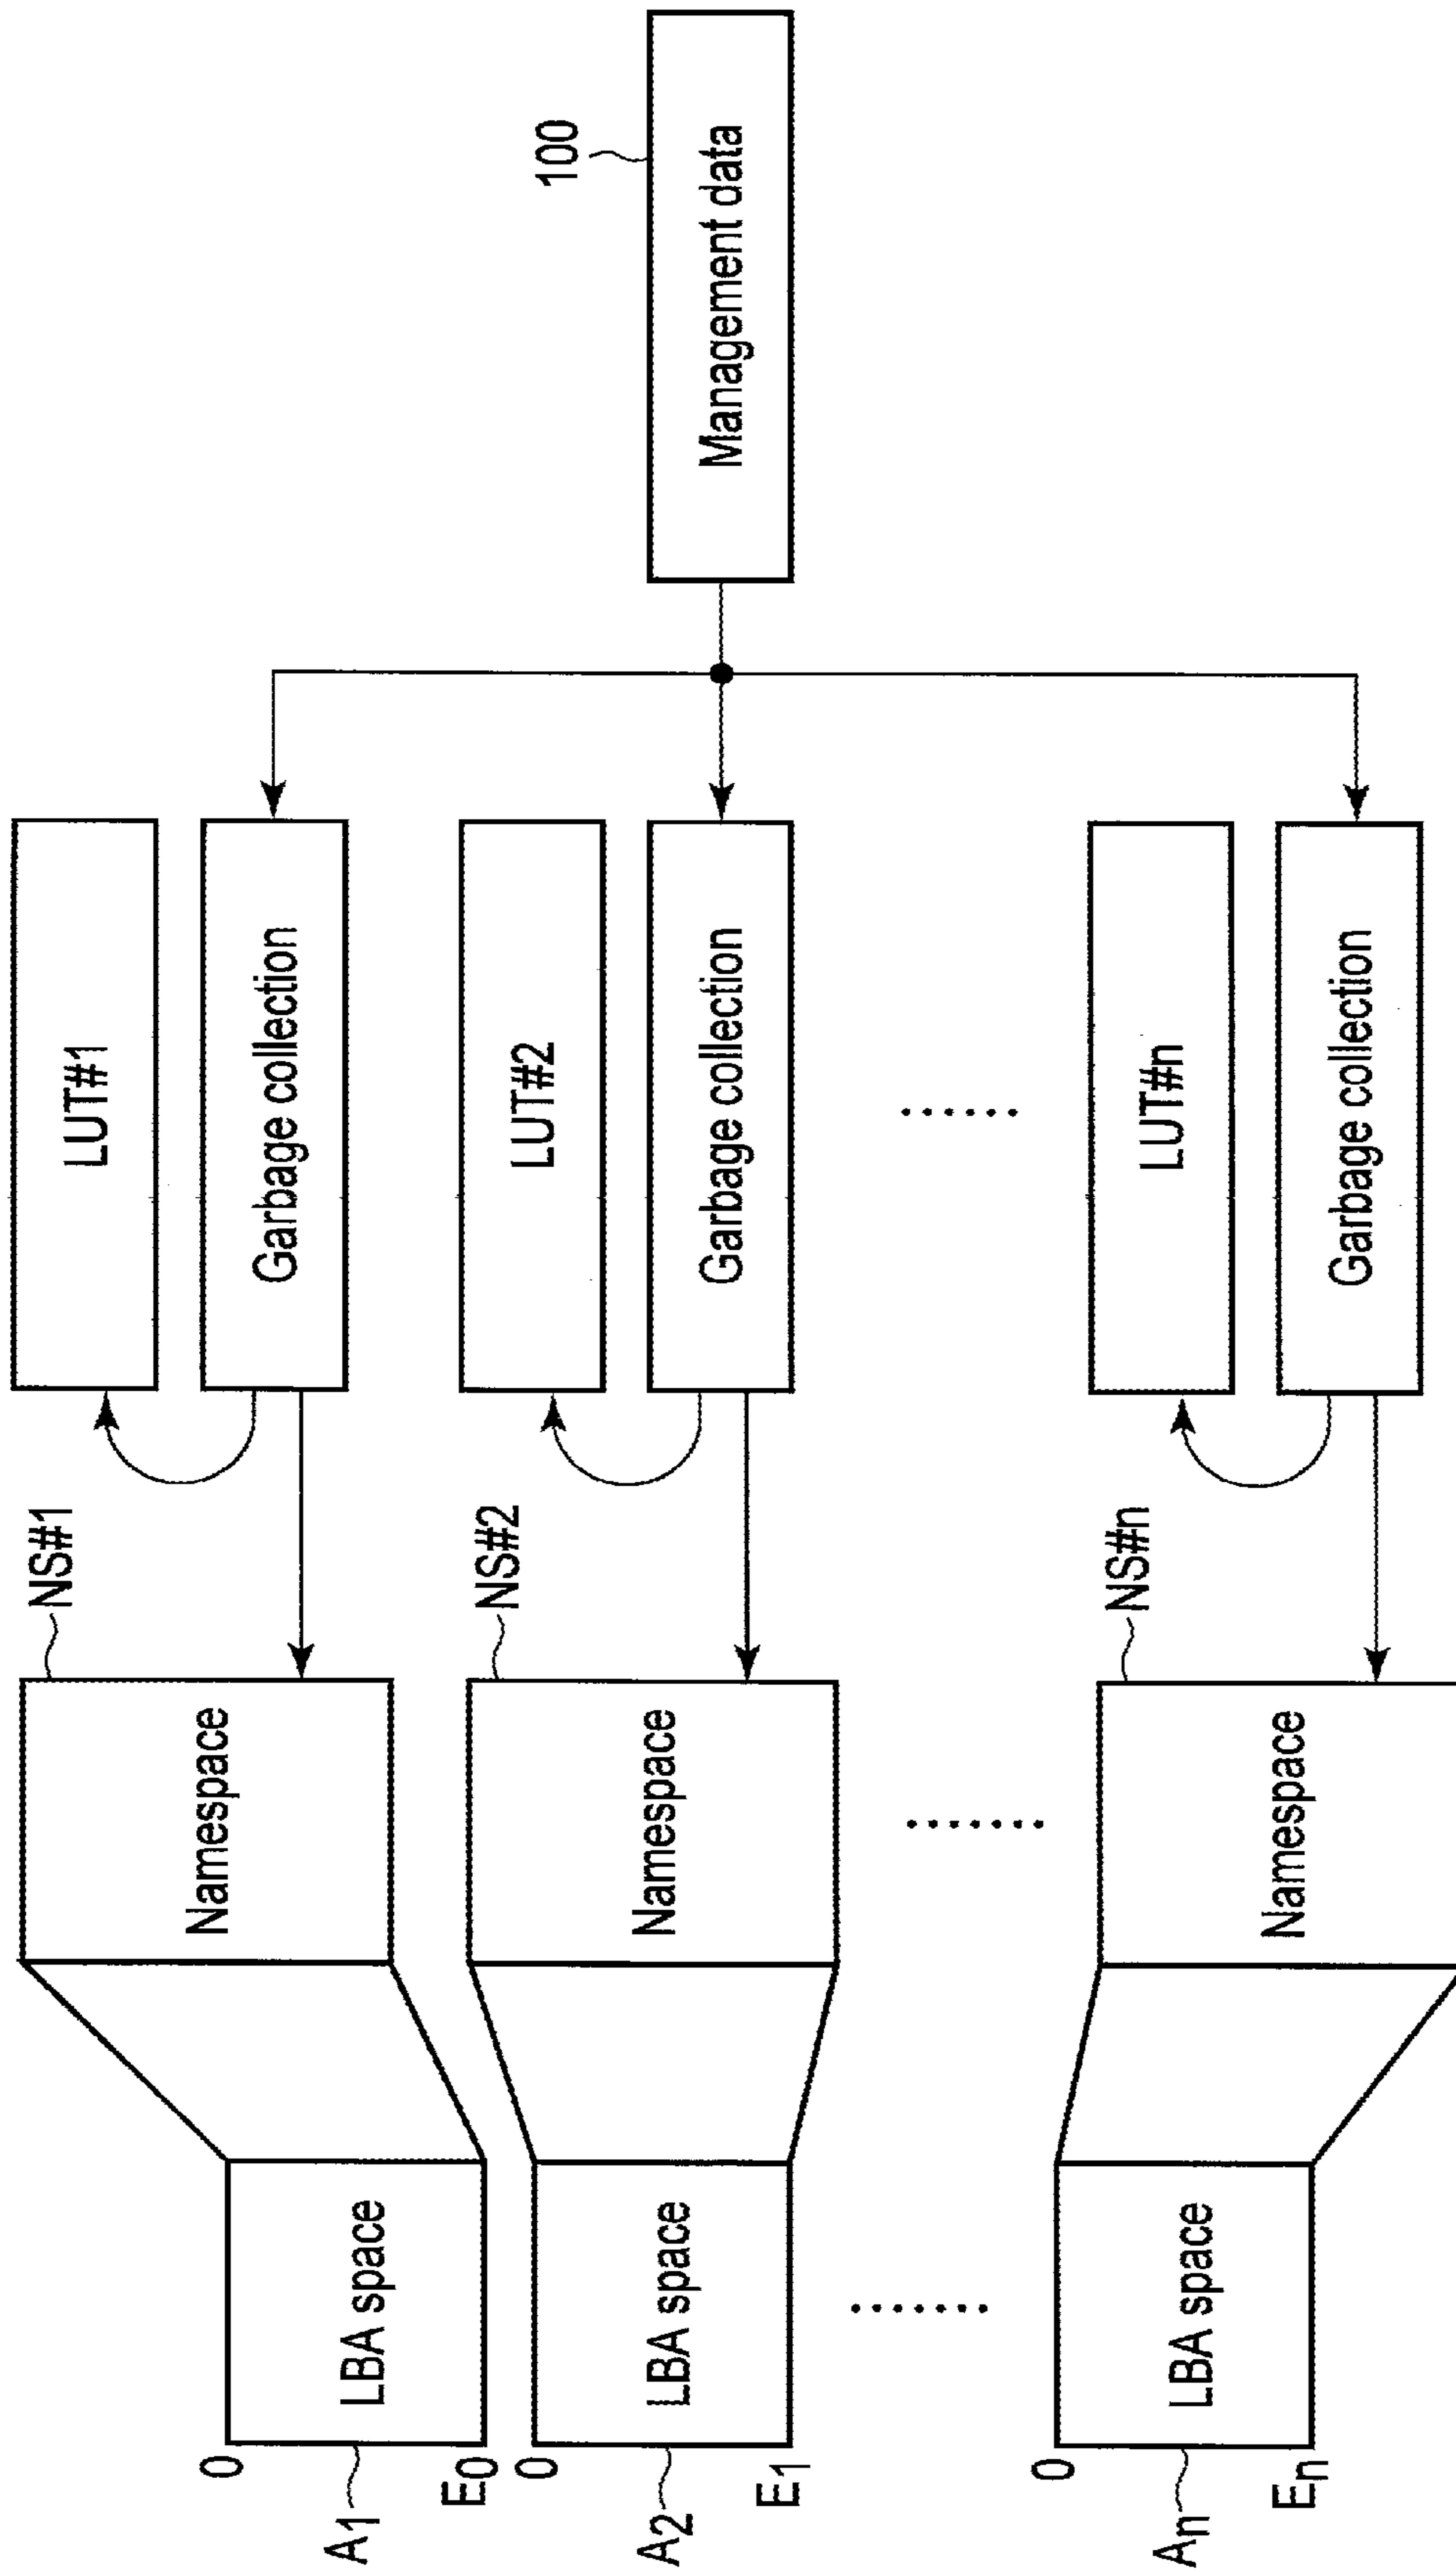 0
A1
E0
LBA space
Namespace
NS#1
LUT#1
Garbage collection
0
A2
E1
LBA space
Namespace
NS#2
LUT#2
Garbage collection
Management data
100
0
An
En
LBA space
Namespace
NS#n
LUT#n
Garbage collection